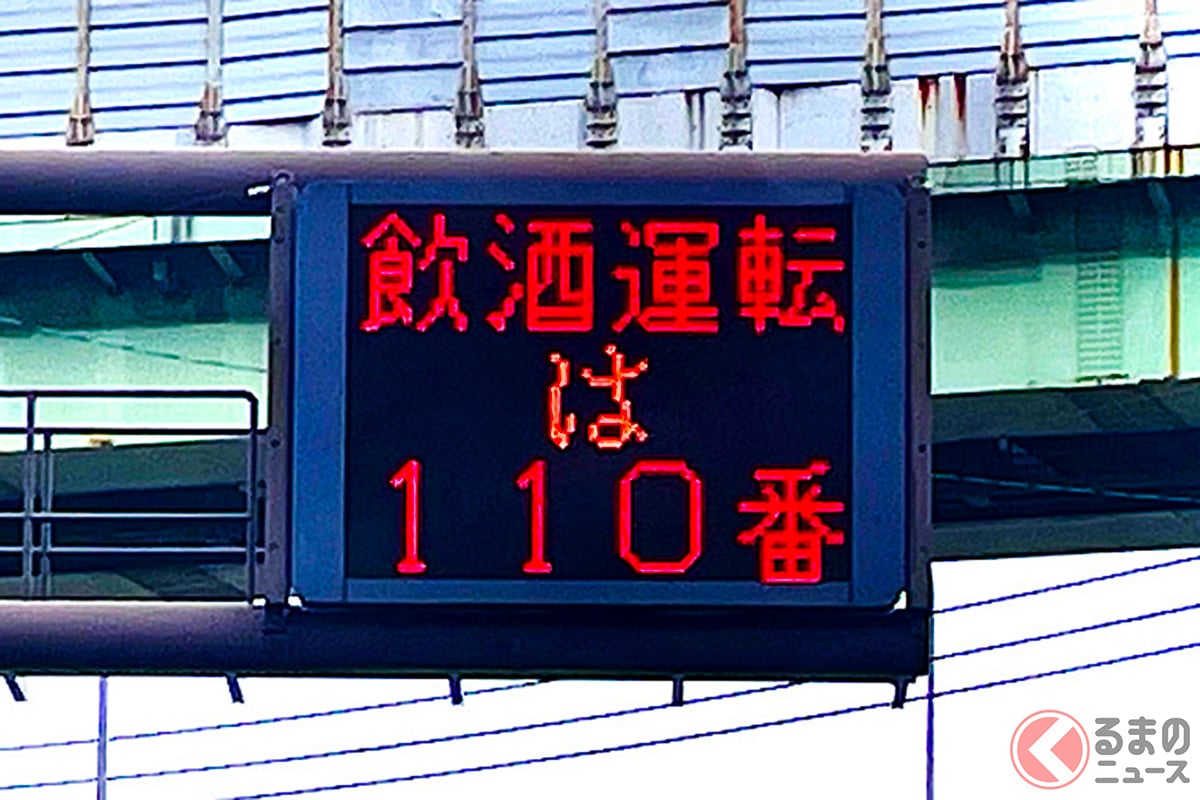 飲酒運転
は
１１０番
くるまの
ニュース